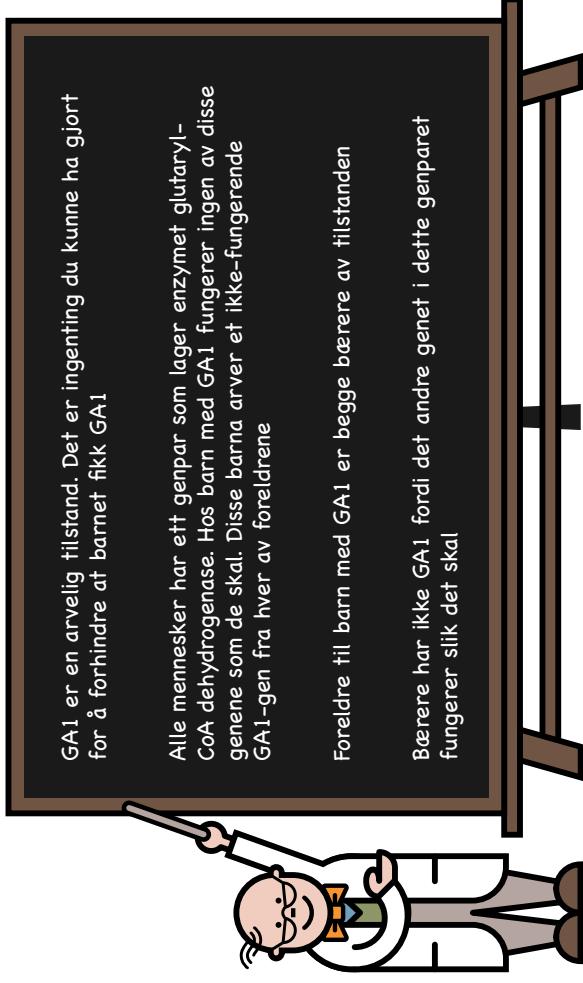 GA1 er en arvelig tilstand. Det er ingenting du kunne ha gjort
for å forhindre at barnet fikk GA1
Alle mennesker har ett genpar som lager enzymet glutaryl-
CoA dehydrogenase. Hos barn med GA1 fungerer ingen av disse
genene som de skal. Disse barna arver et ikke-fungerende
GA1-gen fra hver av foreldrene
Foreldre til barn med GA1 er begge bærere av tilstanden
Bærere har ikke GA1 fordi det andre genet i dette genparet
fungerer slik det skal